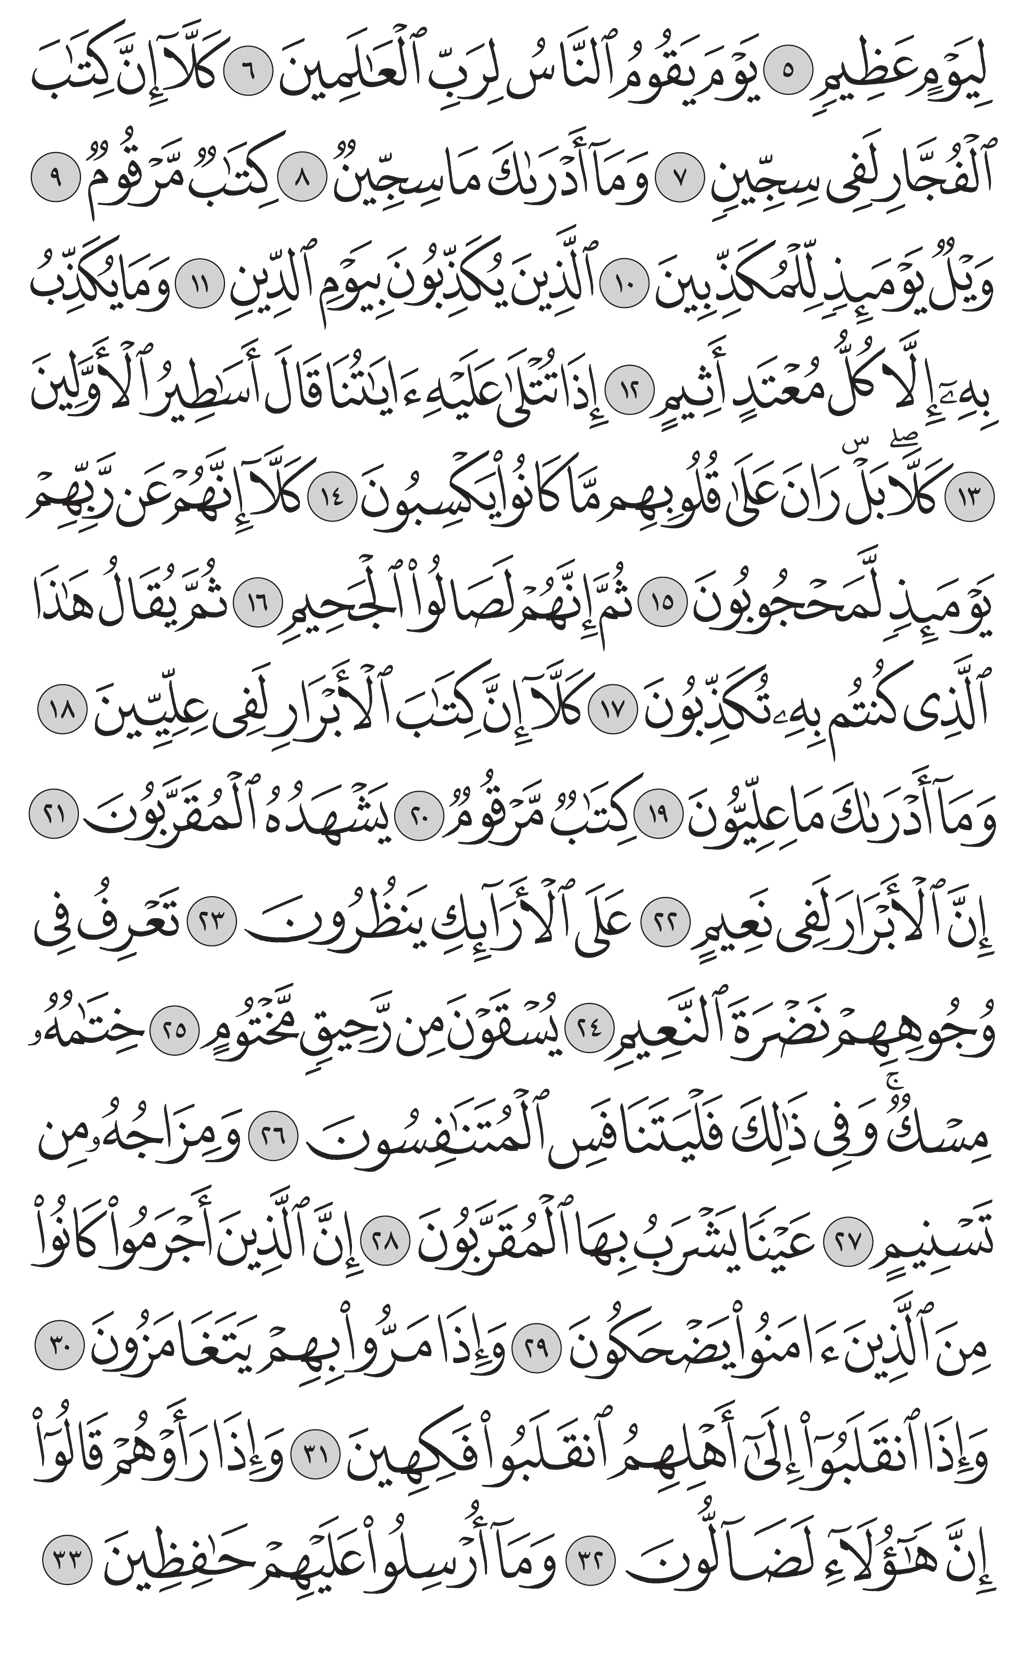 لِيَوۡمٍ عَظِيمٖ ٥ يَوۡمَ يَقُومُ ٱلنَّاسُ لِرَبِّ ٱلۡعَٰلَمِينَ ٦ كَلَّآ إِنَّ كِتَٰبَ
ٱلۡفُجَّارِ لَفِي سِجِّينٖ ٧ وَمَآ أَدۡرَىٰكَ مَا سِجِّينٞ ٨ كِتَٰبٞ مَّرۡقُومٞ ٩
وَيۡلٞ يَوۡمَئِذٖ لِّلۡمُكَذِّبِينَ ١٠ ٱلَّذِينَ يُكَذِّبُونَ بِيَوۡمِ ٱلدِّينِ ١١ وَمَا يُكَذِّبُ
بِهِۦٓ إِلَّا كُلُّ مُعۡتَدٍ أَثِيمٍ ١٢ إِذَا تُتۡلَىٰ عَلَيۡهِ ءَايَٰتُنَا قَالَ أَسَٰطِيرُ ٱلۡأَوَّلِينَ
١٣ كَلَّاۖ بَلۡۜ رَانَ عَلَىٰ قُلُوبِهِم مَّا كَانُواْ يَكۡسِبُونَ ١٤ كَلَّآ إِنَّهُمۡ عَن رَّبِّهِمۡ
يَوۡمَئِذٖ لَّمَحۡجُوبُونَ ١٥ ثُمَّ إِنَّهُمۡ لَصَالُواْ ٱلۡجَحِيمِ ١٦ ثُمَّ يُقَالُ هَٰذَا
ٱلَّذِي كُنتُم بِهِۦ تُكَذِّبُونَ ١٧ كَلَّآ إِنَّ كِتَٰبَ ٱلۡأَبۡرَارِ لَفِي عِلِّيِّينَ ١٨
وَمَآ أَدۡرَىٰكَ مَا عِلِّيُّونَ ١٩ كِتَٰبٞ مَّرۡقُومٞ ٢٠ يَشۡهَدُهُ ٱلۡمُقَرَّبُونَ ٢١
إِنَّ ٱلۡأَبۡرَارَ لَفِي نَعِيمٍ ٢٢ عَلَى ٱلۡأَرَآئِكِ يَنظُرُونَ ٢٣ تَعۡرِفُ فِي
وُجُوهِهِمۡ نَضۡرَةَ ٱلنَّعِيمِ ٢٤ يُسۡقَوۡنَ مِن رَّحِيقٖ مَّخۡتُومٍ ٢٥ خِتَٰمُهُۥ
مِسۡكٞۚ وَفِي ذَٰلِكَ فَلۡيَتَنَافَسِ ٱلۡمُتَنَٰفِسُونَ ٢٦ وَمِزَاجُهُۥ مِن
تَسۡنِيمٍ ٢٧ عَيۡنٗا يَشۡرَبُ بِهَا ٱلۡمُقَرَّبُونَ ٢٨ إِنَّ ٱلَّذِينَ أَجۡرَمُواْ كَانُواْ
مِنَ ٱلَّذِينَ ءَامَنُواْ يَضۡحَكُونَ ٢٩ وَإِذَا مَرُّواْ بِهِمۡ يَتَغَامَزُونَ ٣٠
وَإِذَا ٱنقَلَبُوٓاْ إِلَىٰٓ أَهۡلِهِمُ ٱنقَلَبُواْ فَكِهِينَ ٣١ وَإِذَا رَأَوۡهُمۡ قَالُوٓاْ
إِنَّ هَٰٓؤُلَآءِ لَضَآلُّونَ ٣٢ وَمَآ أُرۡسِلُواْ عَلَيۡهِمۡ حَٰفِظِينَ ٣٣